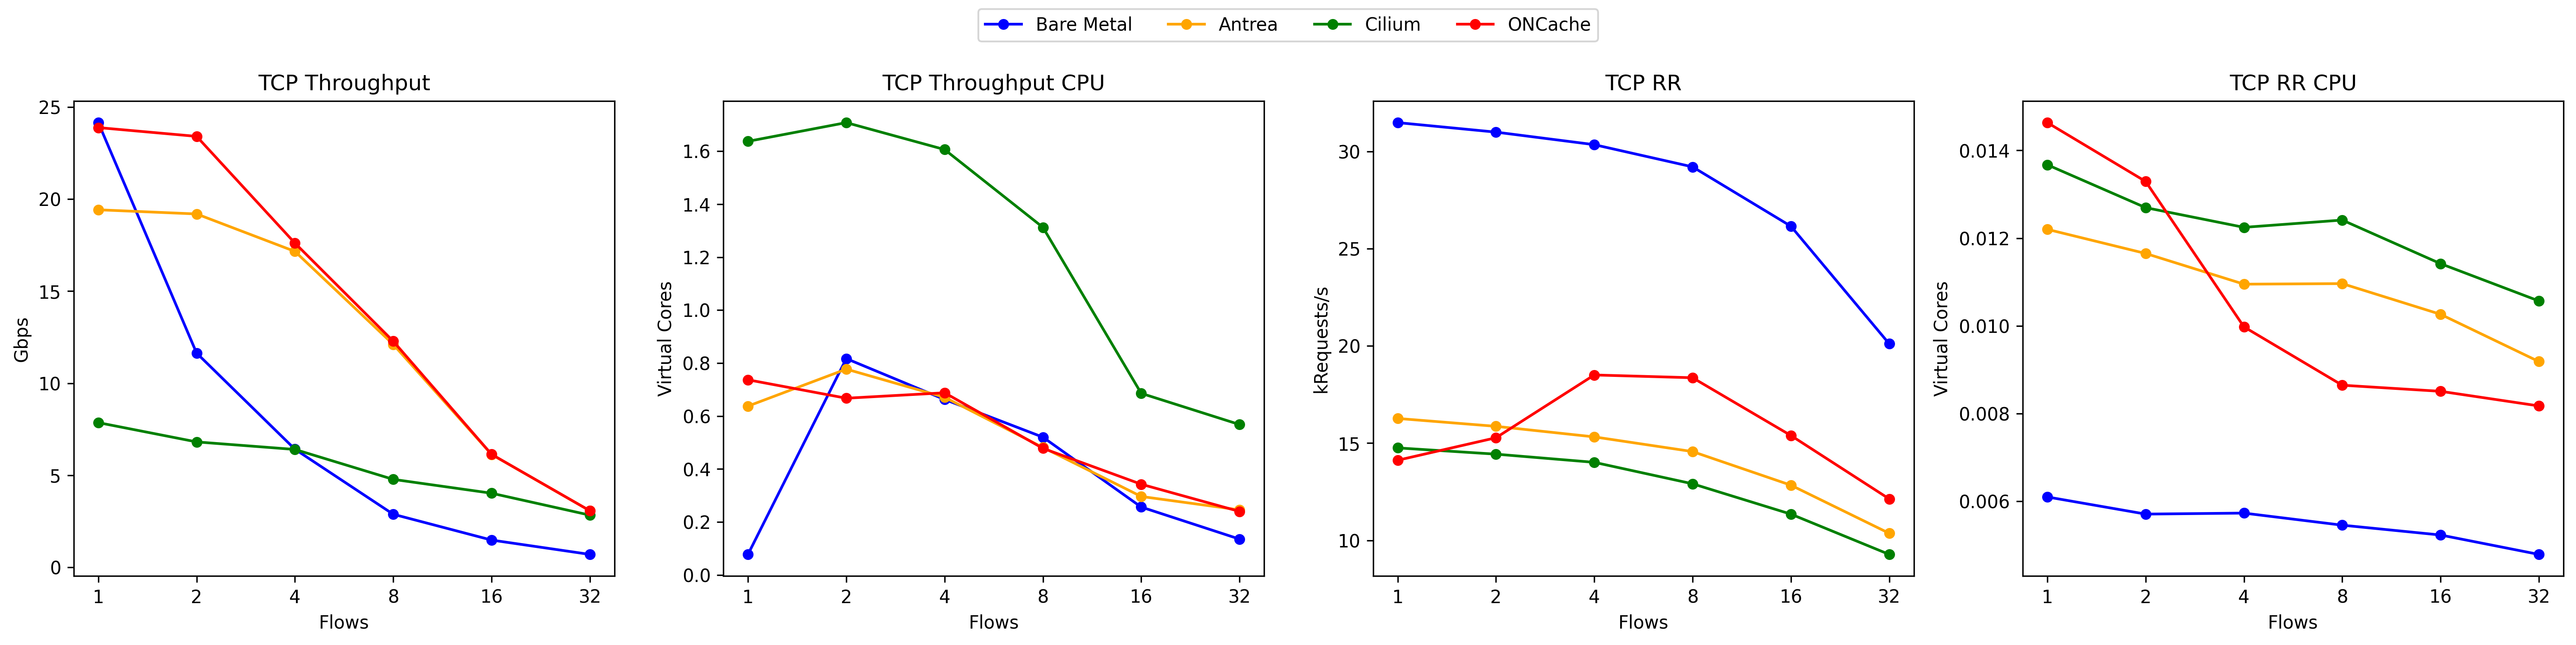 Bare Metal Antrea Cilium ONCache
TCP Throughput
25
20
15
10
5
0
Gbps
1 2 4 8 16 32
Flows
TCP Throughput CPU
1.6
1.4
1.2
1.0
0.8
0.6
0.4
0.2
0.0
Virtual Cores
1 2 4 8 16 32
Flows
TCP RR
30
25
20
15
10
kRequests/s
1 2 4 8 16 32
Flows
TCP RR CPU
0.014
0.012
0.010
0.008
0.006
Virtual Cores
1 2 4 8 16 32
Flows